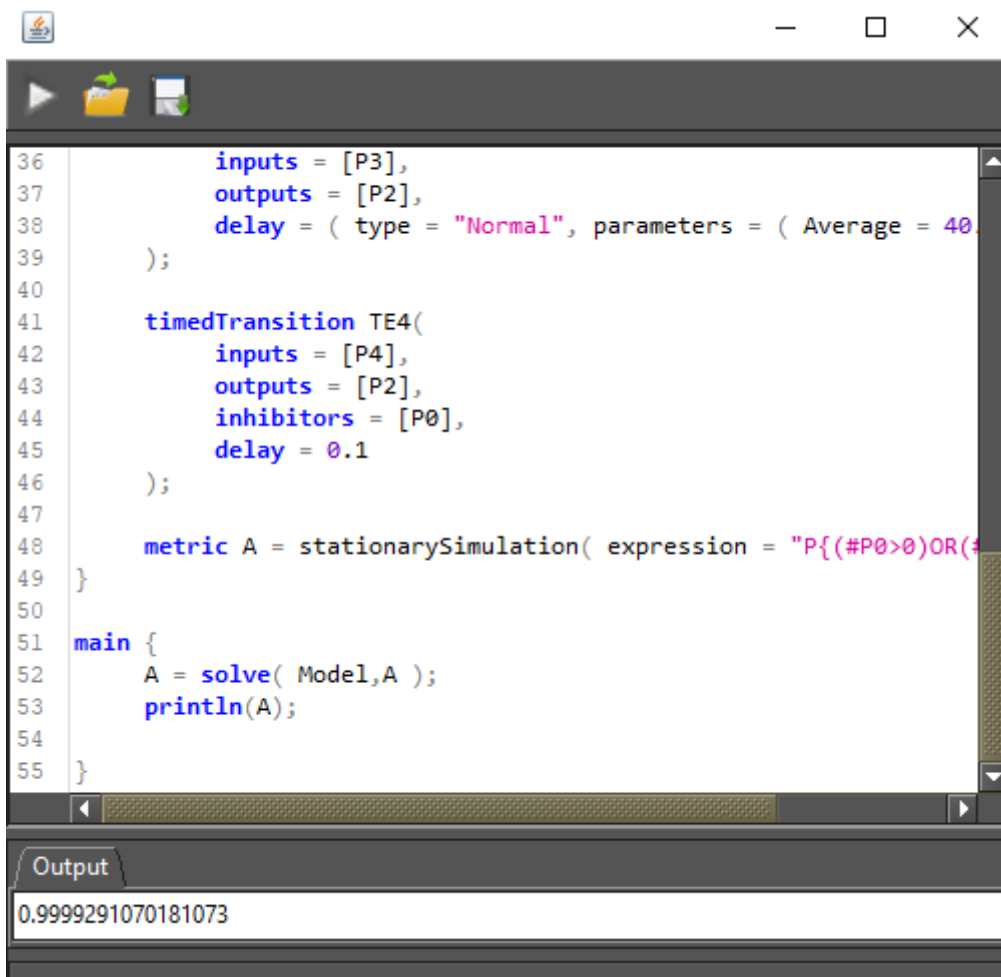 36 inputs = [P3],
37 outputs = [P2],
38 delay = ( type = "Normal", parameters = ( Average = 40.
39 );
40
41 timedTransition TE4(
42 inputs = [P4],
43 outputs = [P2],
44 inhibitors = [P0],
45 delay = 0.1
46 );
47
48 metric A = stationarySimulation( expression = "P{(#P0>0)OR(#
49 }
50
51 main {
52 A = solve( Model,A );
53 println(A);
54
55 }
Output
0.9999291070181073